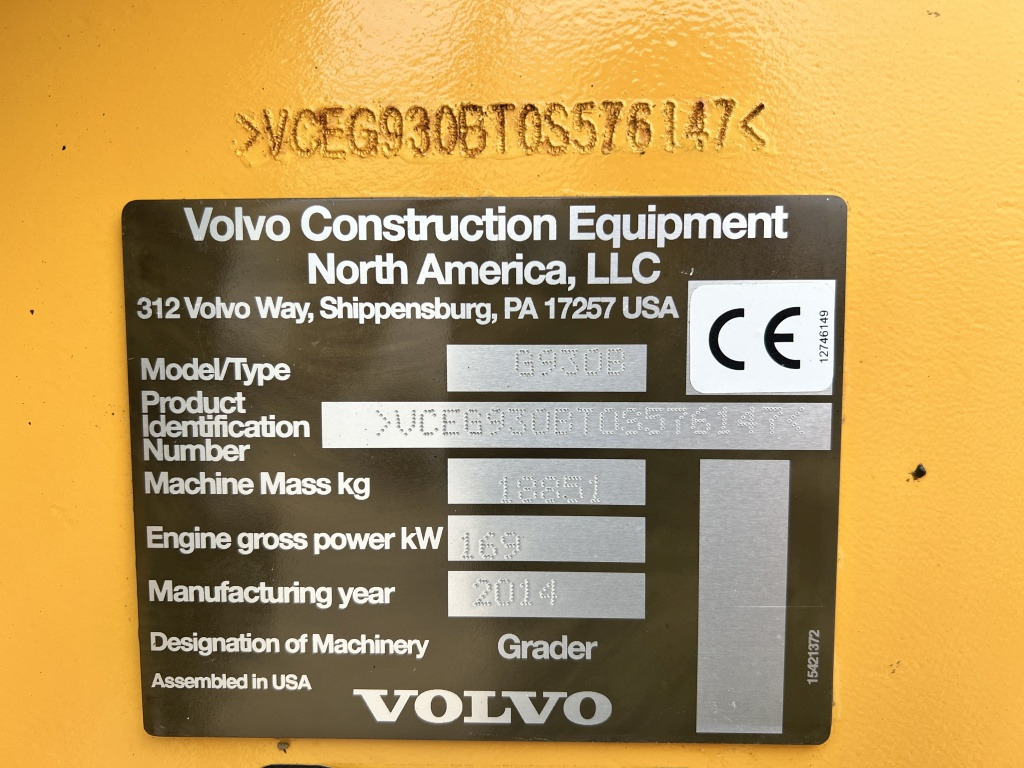 >VCEG930BT0S576147<
Volvo Construction Equipment
North America, LLC
312 Volvo Way, Shippensburg, PA 17257 USA
CE
12746149
Model/Type G930B
Product
Identification >VCEG930BT0S576147<
Number
Machine Mass kg 18851
Engine gross power kW 169
Manufacturing year 2014
Designation of Machinery Grader
Assembled in USA
VOLVO
15421372